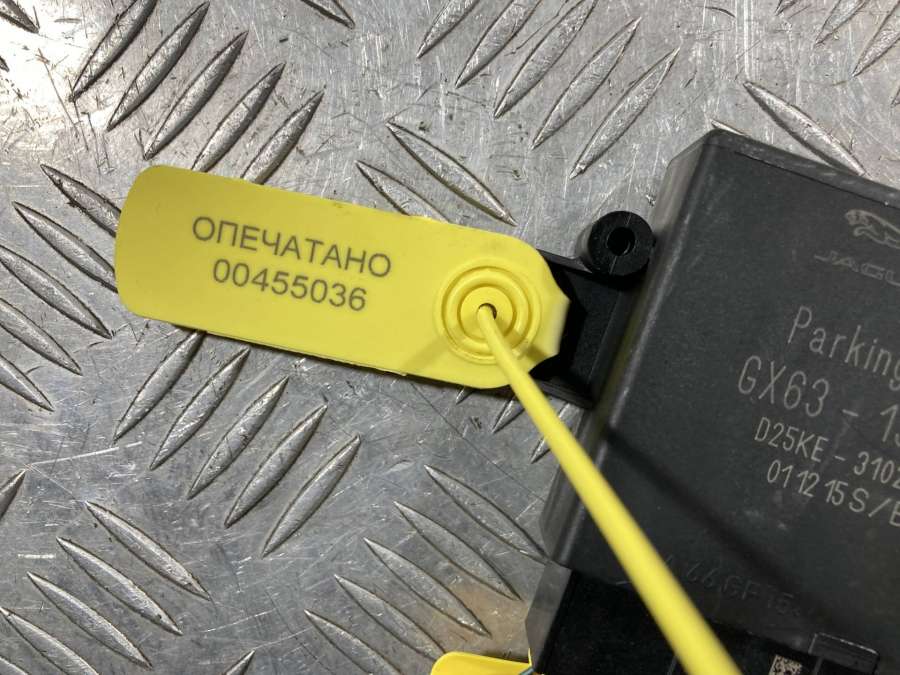 ОПЕЧАТАНО
00455036
JAGU
Parking
GX63 - 1
D25KE - 3102
01 12 15 S / E